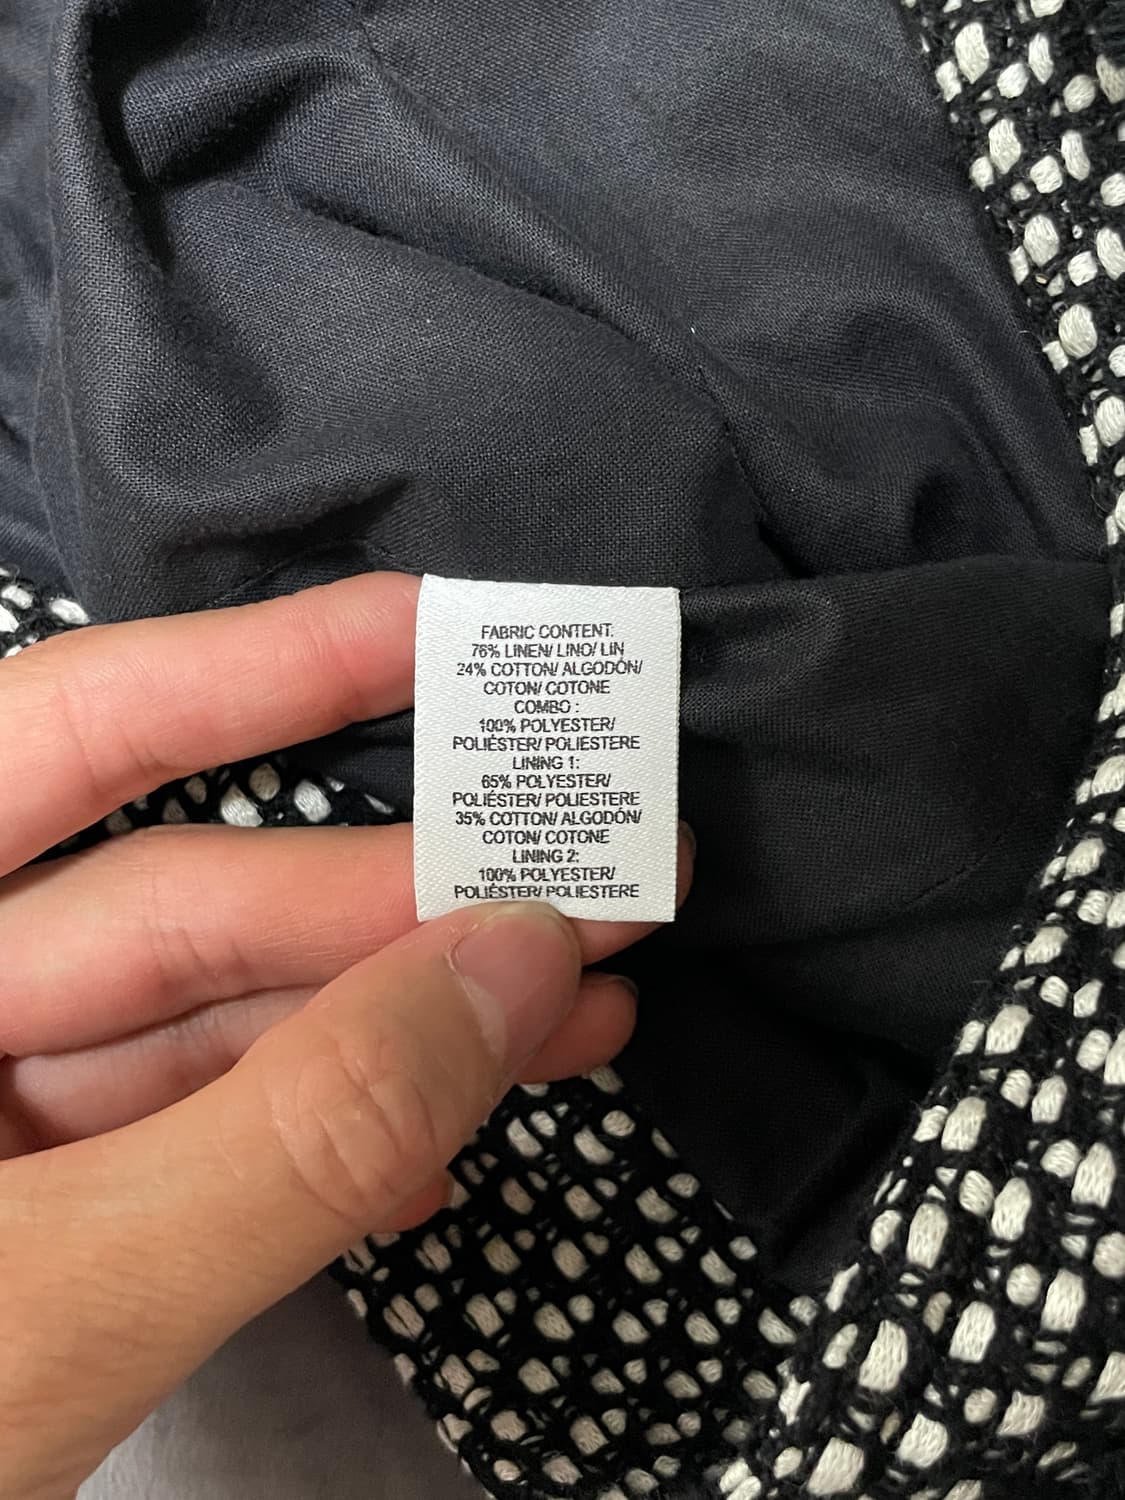 FABRIC CONTENT:
76% LINEN/ LINO/ LIN
24% COTTON/ ALGODÓN/
COTON/ COTONE
COMBO :
100% POLYESTER/
POLIÉSTER/ POLIESTERE
LINING 1:
65% POLYESTER/
POLIÉSTER/ POLIESTERE
35% COTTON/ ALGODÓN/
COTON/ COTONE
LINING 2:
100% POLYESTER/
POLIÉSTER/ POLIESTERE